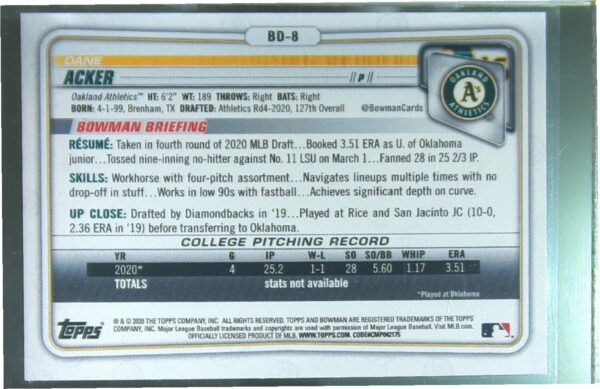 BD-8
DANE
ACKER
//P//
Oakland Athletics™ HT: 6'2" WT: 189 THROWS: Right BATS: Right
BORN: 4-1-99, Brenham, TX DRAFTED: Athletics Rd4-2020, 127th Overall
@BowmanCards
OAKLAND
A's
ATHLETICS
BOWMAN BRIEFING
RÉSUMÉ: Taken in fourth round of 2020 MLB Draft...Booked 3.51 ERA as U. of Oklahoma
junior...Tossed nine-inning no-hitter against No. 11 LSU on March 1...Fanned 28 in 25 2/3 IP.
SKILLS: Workhorse with four-pitch assortment...Navigates lineups multiple times with no
drop-off in stuff...Works in low 90s with fastball...Achieves significant depth on curve.
UP CLOSE: Drafted by Diamondbacks in '19...Played at Rice and San Jacinto JC (10-0,
2.36 ERA in '19) before transferring to Oklahoma.
COLLEGE PITCHING RECORD
YR G IP W-L SO SO/BB WHIP ERA
2020* 4 25.2 1-1 28 5.60 1.17 3.51
TOTALS stats not available
*Played at Oklahoma
Topps
® & © 2020 THE TOPPS COMPANY, INC. ALL RIGHTS RESERVED. TOPPS AND BOWMAN ARE REGISTERED TRADEMARKS OF THE TOPPS
COMPANY, INC. Major League Baseball trademarks and copyrights are used with permission of Major League Baseball. Visit MLB.com.
OFFICIALLY LICENSED PRODUCT OF MLB. WWW.TOPPS.COM. CODE#CMP042176